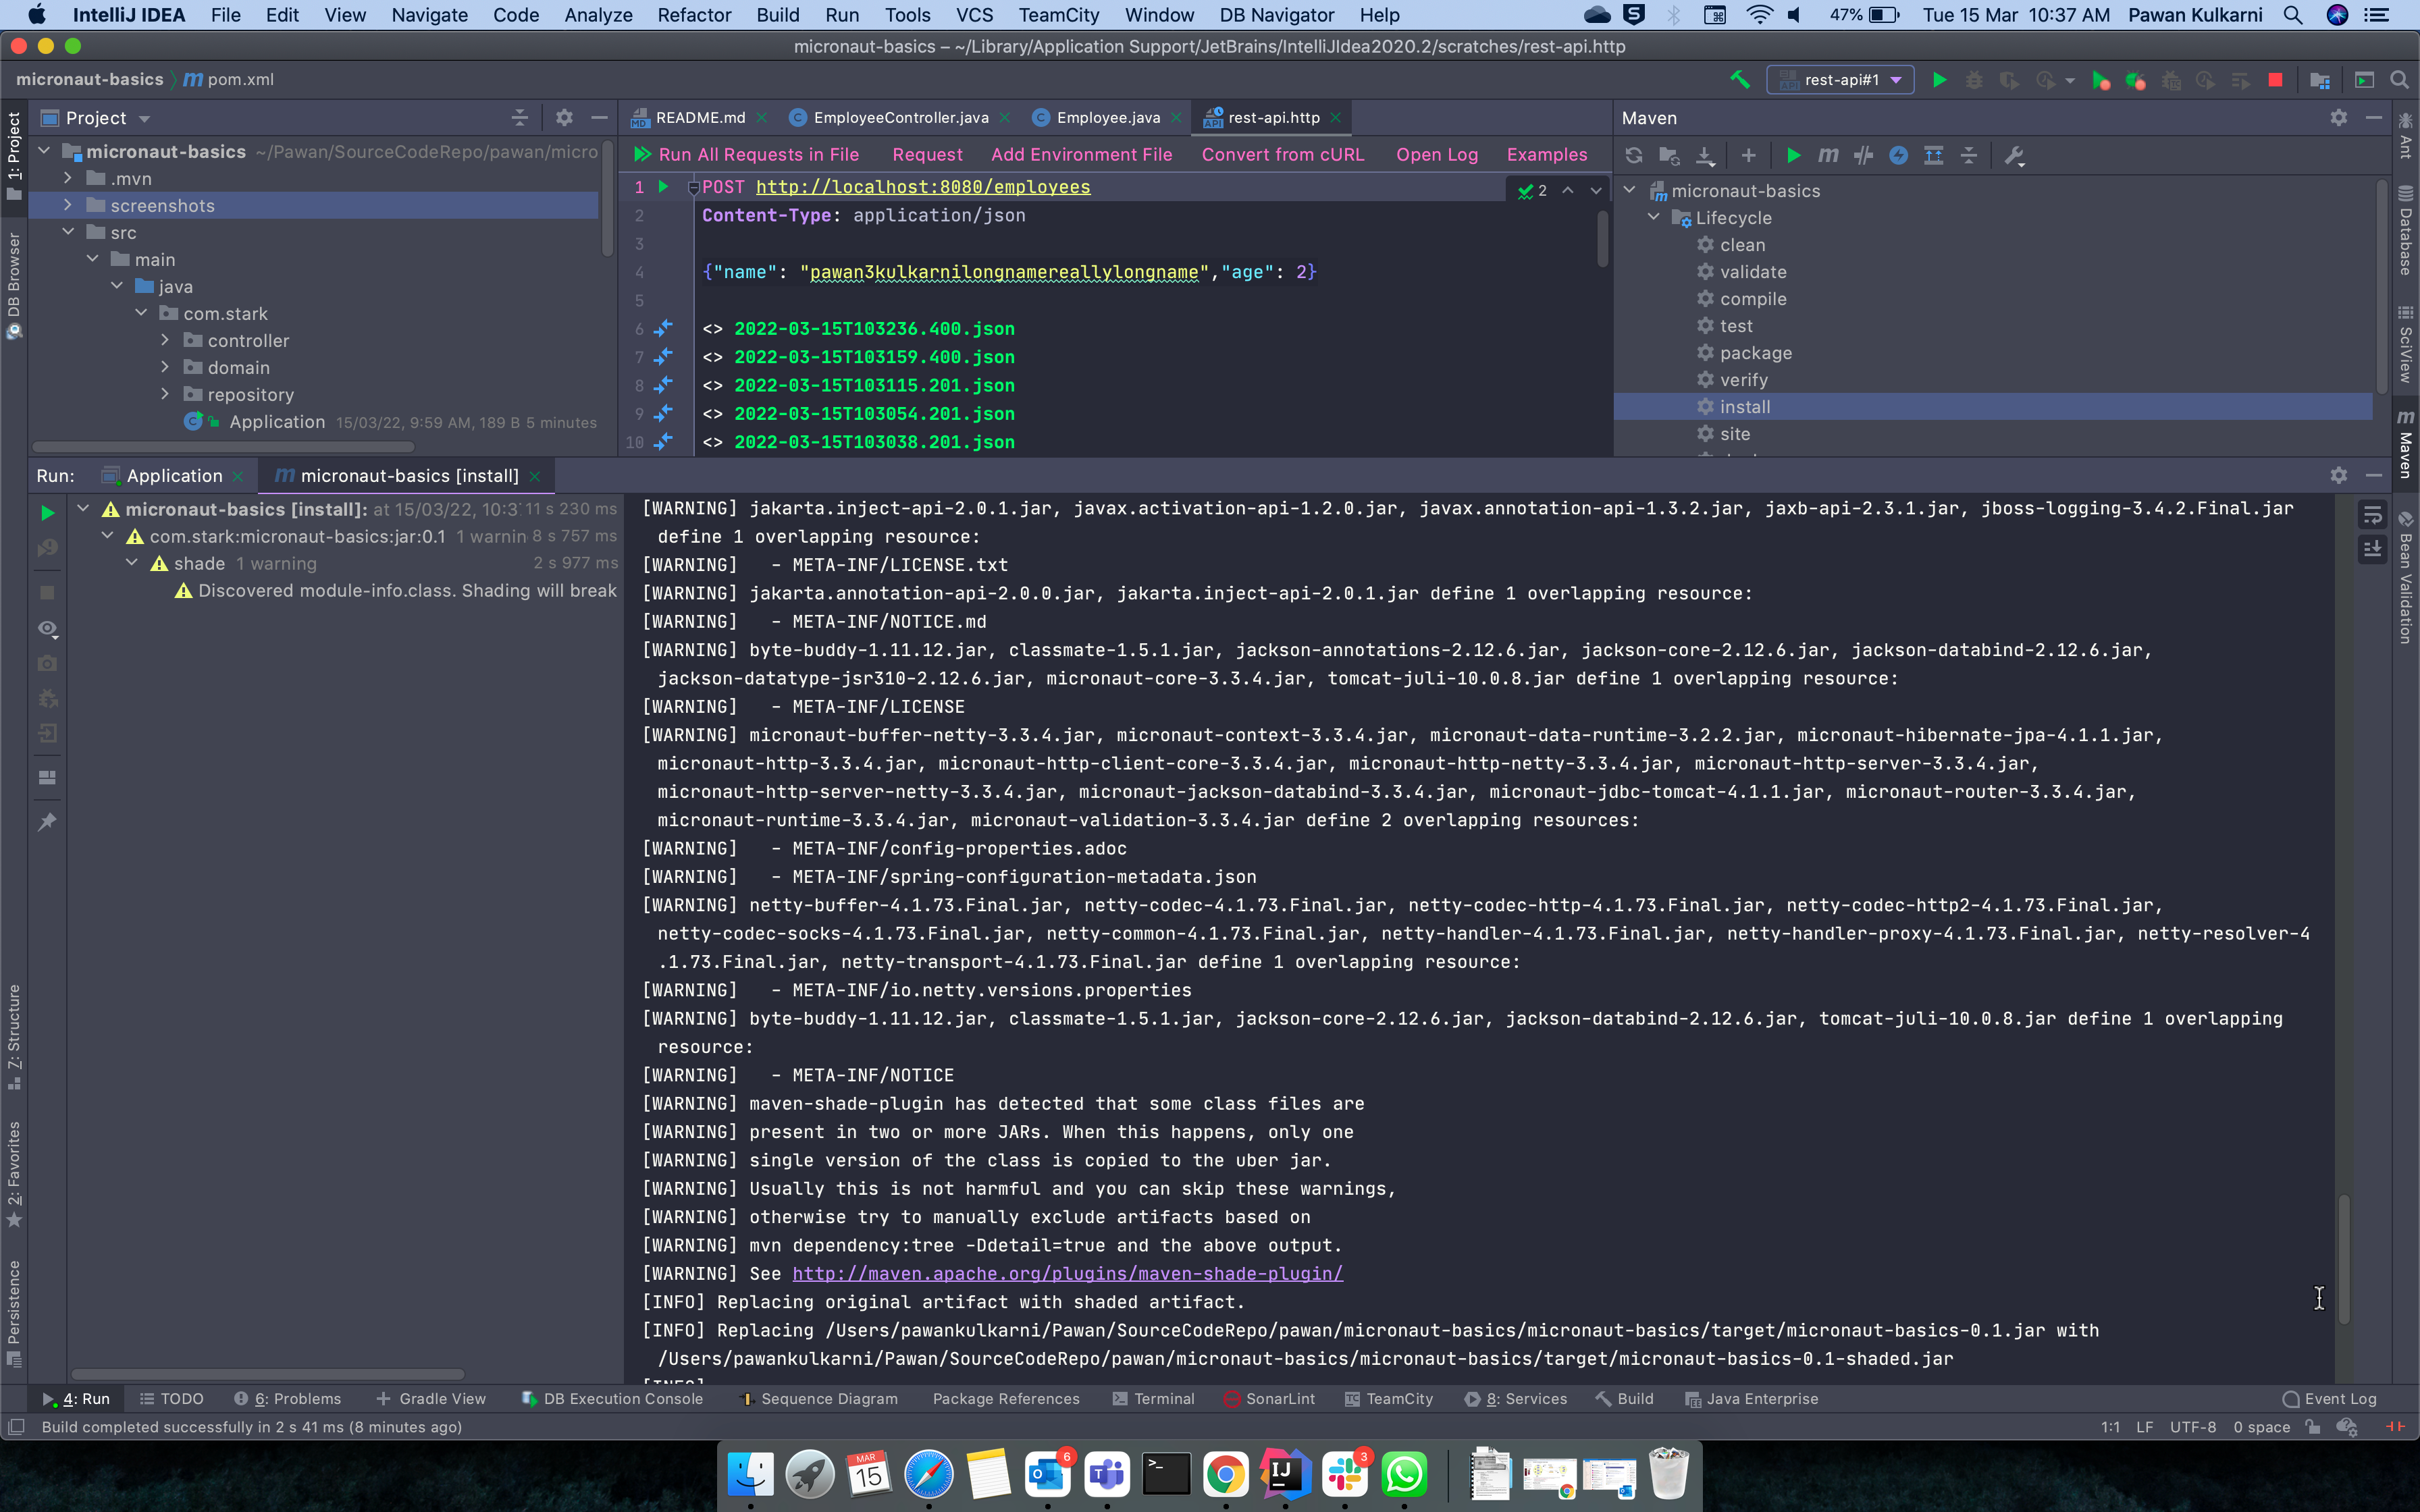 IntelliJ IDEA File Edit View Navigate Code Analyze Refactor Build Run Tools VCS TeamCity Window DB Navigator Help 47% Tue 15 Mar 10:37 AM Pawan Kulkarni
micronaut-basics – ~/Library/Application Support/JetBrains/IntelliJIdea2020.2/scratches/rest-api.http
micronaut-basics pom.xml rest-api#1
1: Project
DB Browser
Z: Structure
2: Favorites
Persistence
Project
micronaut-basics ~/Pawan/SourceCodeRepo/pawan/micro
.mvn
screenshots
src
main
java
com.stark
controller
domain
repository
Application 15/03/22, 9:59 AM, 189 B 5 minutes
README.md EmployeeController.java Employee.java rest-api.http
Run All Requests in File Request Add Environment File Convert from cURL Open Log Examples
1 POST http://localhost:8080/employees 2
2 Content-Type: application/json
3
4 {"name": "pawan3kulkarnilongnamereallylongname","age": 2}
5
6 <> 2022-03-15T103236.400.json
7 <> 2022-03-15T103159.400.json
8 <> 2022-03-15T103115.201.json
9 <> 2022-03-15T103054.201.json
10 <> 2022-03-15T103038.201.json
Maven
micronaut-basics
Lifecycle
clean
validate
compile
test
package
verify
install
site
Ant
Database
SciView
Maven
Bean Validation
Run: Application micronaut-basics [install]
micronaut-basics [install]: at 15/03/22, 10:3 11 s 230 ms
com.stark:micronaut-basics:jar:0.1 1 warnin 8 s 757 ms
shade 1 warning 2 s 977 ms
Discovered module-info.class. Shading will break
[WARNING] jakarta.inject-api-2.0.1.jar, javax.activation-api-1.2.0.jar, javax.annotation-api-1.3.2.jar, jaxb-api-2.3.1.jar, jboss-logging-3.4.2.Final.jar
define 1 overlapping resource:
[WARNING]   - META-INF/LICENSE.txt
[WARNING] jakarta.annotation-api-2.0.0.jar, jakarta.inject-api-2.0.1.jar define 1 overlapping resource:
[WARNING]   - META-INF/NOTICE.md
[WARNING] byte-buddy-1.11.12.jar, classmate-1.5.1.jar, jackson-annotations-2.12.6.jar, jackson-core-2.12.6.jar, jackson-databind-2.12.6.jar,
jackson-datatype-jsr310-2.12.6.jar, micronaut-core-3.3.4.jar, tomcat-juli-10.0.8.jar define 1 overlapping resource:
[WARNING]   - META-INF/LICENSE
[WARNING] micronaut-buffer-netty-3.3.4.jar, micronaut-context-3.3.4.jar, micronaut-data-runtime-3.2.2.jar, micronaut-hibernate-jpa-4.1.1.jar,
micronaut-http-3.3.4.jar, micronaut-http-client-core-3.3.4.jar, micronaut-http-netty-3.3.4.jar, micronaut-http-server-3.3.4.jar,
micronaut-http-server-netty-3.3.4.jar, micronaut-jackson-databind-3.3.4.jar, micronaut-jdbc-tomcat-4.1.1.jar, micronaut-router-3.3.4.jar,
micronaut-runtime-3.3.4.jar, micronaut-validation-3.3.4.jar define 2 overlapping resources:
[WARNING]   - META-INF/config-properties.adoc
[WARNING]   - META-INF/spring-configuration-metadata.json
[WARNING] netty-buffer-4.1.73.Final.jar, netty-codec-4.1.73.Final.jar, netty-codec-http-4.1.73.Final.jar, netty-codec-http2-4.1.73.Final.jar,
netty-codec-socks-4.1.73.Final.jar, netty-common-4.1.73.Final.jar, netty-handler-4.1.73.Final.jar, netty-handler-proxy-4.1.73.Final.jar, netty-resolver-4
.1.73.Final.jar, netty-transport-4.1.73.Final.jar define 1 overlapping resource:
[WARNING]   - META-INF/io.netty.versions.properties
[WARNING] byte-buddy-1.11.12.jar, classmate-1.5.1.jar, jackson-core-2.12.6.jar, jackson-databind-2.12.6.jar, tomcat-juli-10.0.8.jar define 1 overlapping
resource:
[WARNING]   - META-INF/NOTICE
[WARNING] maven-shade-plugin has detected that some class files are
[WARNING] present in two or more JARs. When this happens, only one
[WARNING] single version of the class is copied to the uber jar.
[WARNING] Usually this is not harmful and you can skip these warnings,
[WARNING] otherwise try to manually exclude artifacts based on
[WARNING] mvn dependency:tree -Ddetail=true and the above output.
[WARNING] See http://maven.apache.org/plugins/maven-shade-plugin/
[INFO] Replacing original artifact with shaded artifact.
[INFO] Replacing /Users/pawankulkarni/Pawan/SourceCodeRepo/pawan/micronaut-basics/micronaut-basics/target/micronaut-basics-0.1.jar with
/Users/pawankulkarni/Pawan/SourceCodeRepo/pawan/micronaut-basics/micronaut-basics/target/micronaut-basics-0.1-shaded.jar
[INFO]
4: Run TODO 6: Problems Gradle View DB Execution Console Sequence Diagram Package References Terminal SonarLint TeamCity 8: Services Build Java Enterprise Event Log
Build completed successfully in 2 s 41 ms (8 minutes ago) 1:1 LF UTF-8 0 space
MAR
15
6
3
IJ